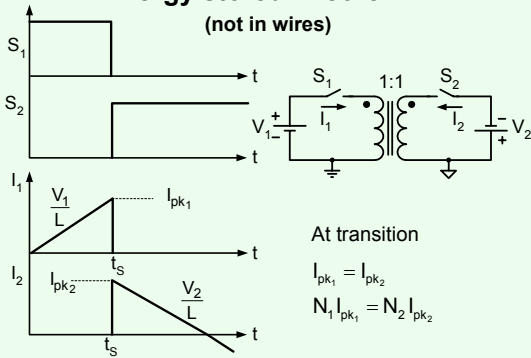 (not in wires)
S1
t
S2
t
S1 1:1 S2
V1 + − I1 I2 − + V2
I1
V1/L
Ipk1
tS
t
I2
Ipk2
V2/L
tS
t
At transition
Ipk1 = Ipk2
N1Ipk1 = N2Ipk2